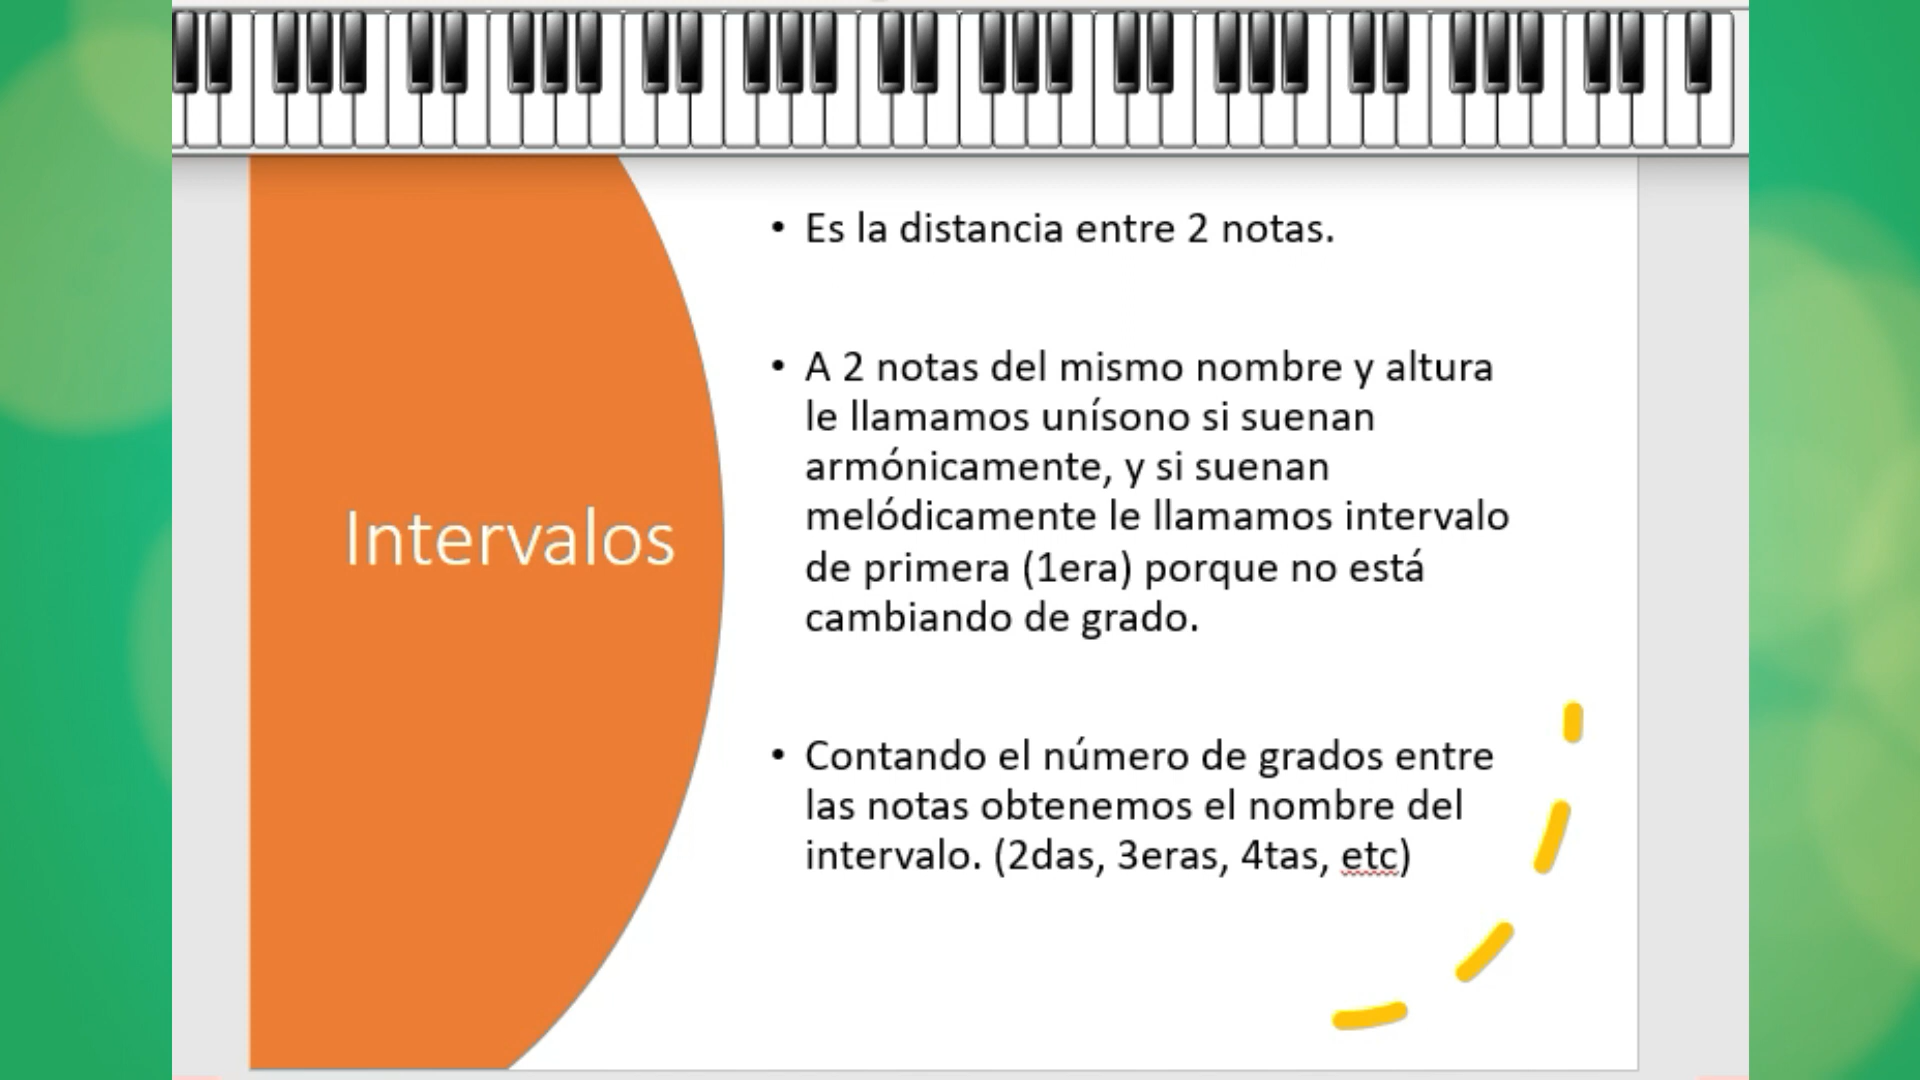 Intervalos
• Es la distancia entre 2 notas.
• A 2 notas del mismo nombre y altura
le llamamos unísono si suenan
armónicamente, y si suenan
melódicamente le llamamos intervalo
de primera (1era) porque no está
cambiando de grado.
• Contando el número de grados entre
las notas obtenemos el nombre del
intervalo. (2das, 3eras, 4tas, etc)